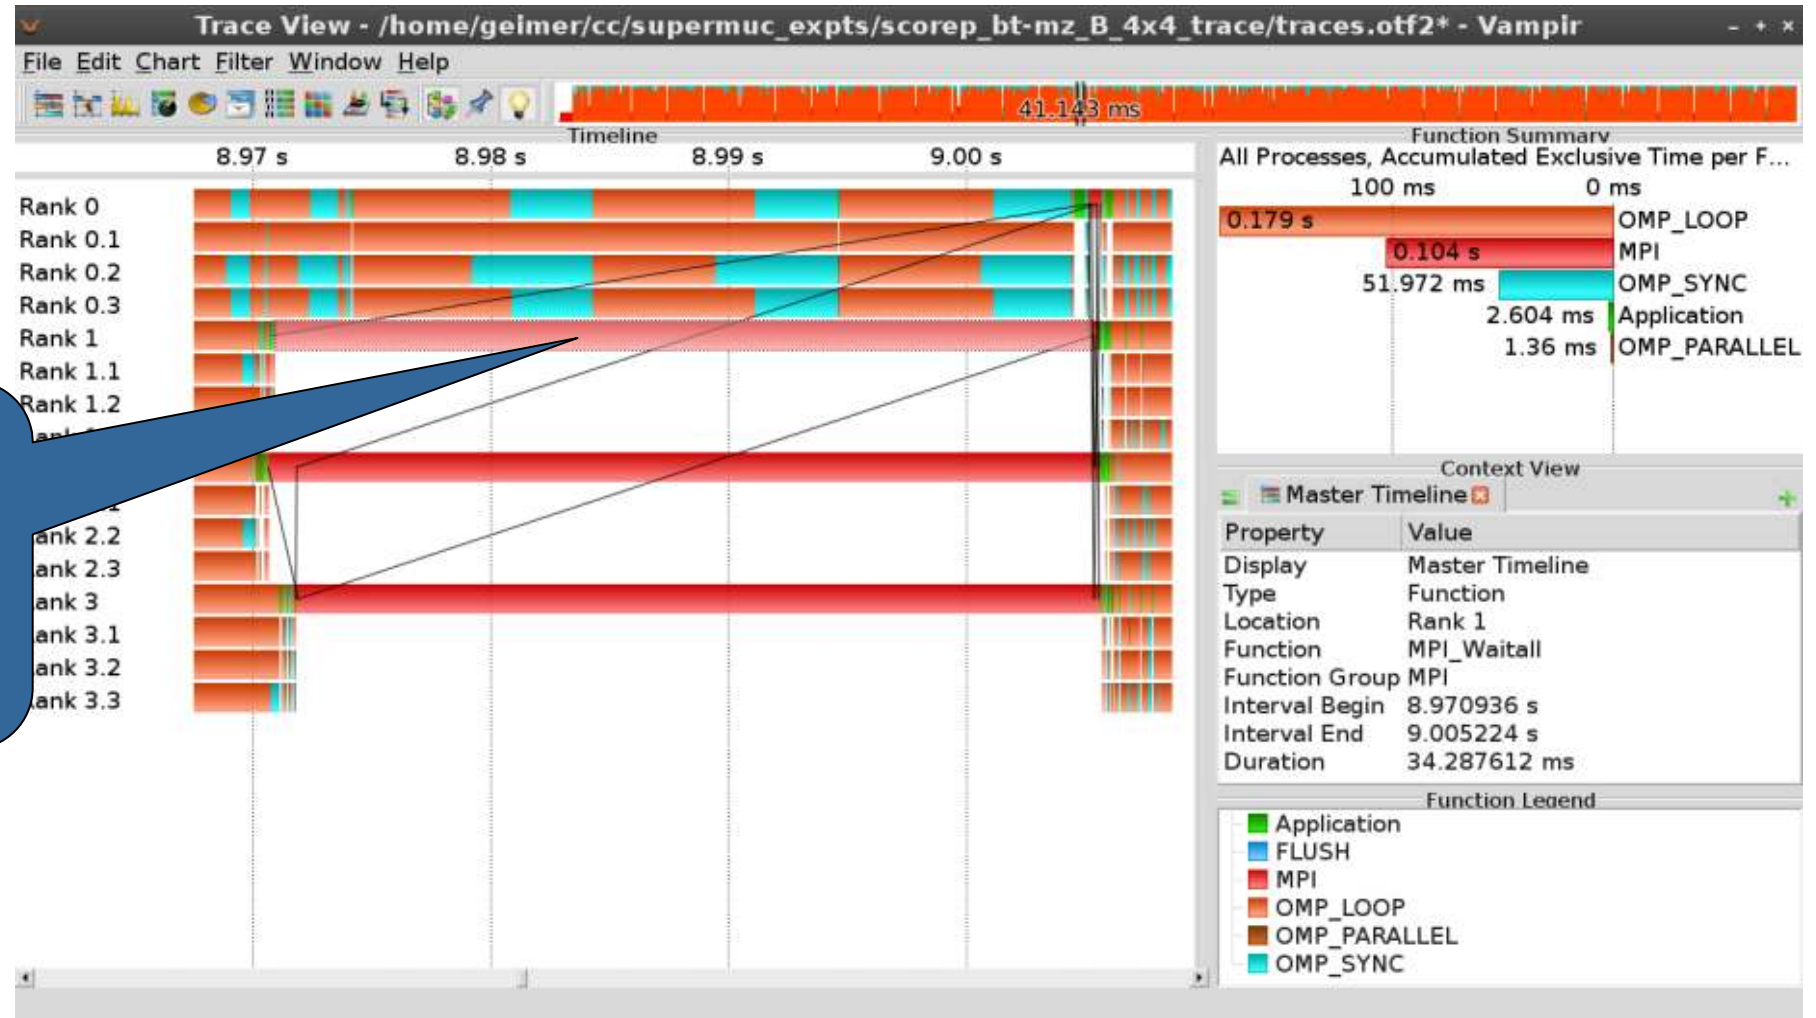 Trace View - /home/geimer/cc/supermuc_expts/scorep_bt-mz_B_4x4_trace/traces.otf2* - Vampir
File Edit Chart Filter Window Help
41.143 ms
Timeline
8.97 s 8.98 s 8.99 s 9.00 s
Rank 0
Rank 0.1
Rank 0.2
Rank 0.3
Rank 1
Rank 1.1
Rank 1.2
ank 2.2
ank 2.3
ank 3
ank 3.1
ank 3.2
ank 3.3
Function Summary
All Processes, Accumulated Exclusive Time per F...
100 ms 0 ms
0.179 s OMP_LOOP
0.104 s MPI
51.972 ms OMP_SYNC
2.604 ms Application
1.36 ms OMP_PARALLEL
Context View
Master Timeline
Property Value
Display Master Timeline
Type Function
Location Rank 1
Function MPI_Waitall
Function Group MPI
Interval Begin 8.970936 s
Interval End 9.005224 s
Duration 34.287612 ms
Function Legend
Application
FLUSH
MPI
OMP_LOOP
OMP_PARALLEL
OMP_SYNC